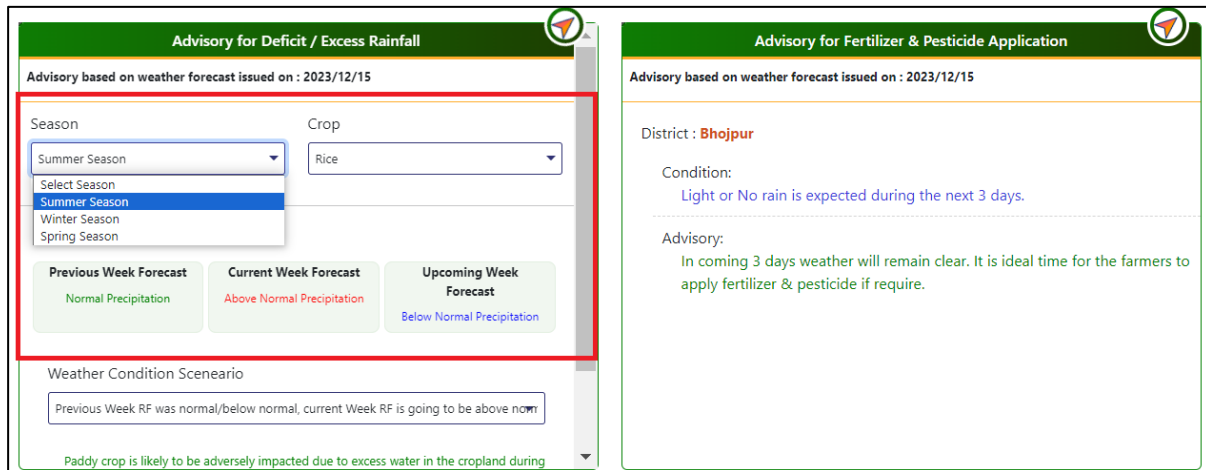 Advisory for Deficit / Excess Rainfall
Advisory based on weather forecast issued on : 2023/12/15
Season
Crop
Summer Season
Rice
Select Season
Summer Season
Winter Season
Spring Season
Previous Week Forecast
Normal Precipitation
Current Week Forecast
Above Normal Precipitation
Upcoming Week
Forecast
Below Normal Precipitation
Weather Condition Sceneario
Previous Week RF was normal/below normal, current Week RF is going to be above norm
Paddy crop is likely to be adversely impacted due to excess water in the cropland during
Advisory for Fertilizer & Pesticide Application
Advisory based on weather forecast issued on : 2023/12/15
District : Bhojpur
Condition:
Light or No rain is expected during the next 3 days.
Advisory:
In coming 3 days weather will remain clear. It is ideal time for the farmers to
apply fertilizer & pesticide if require.